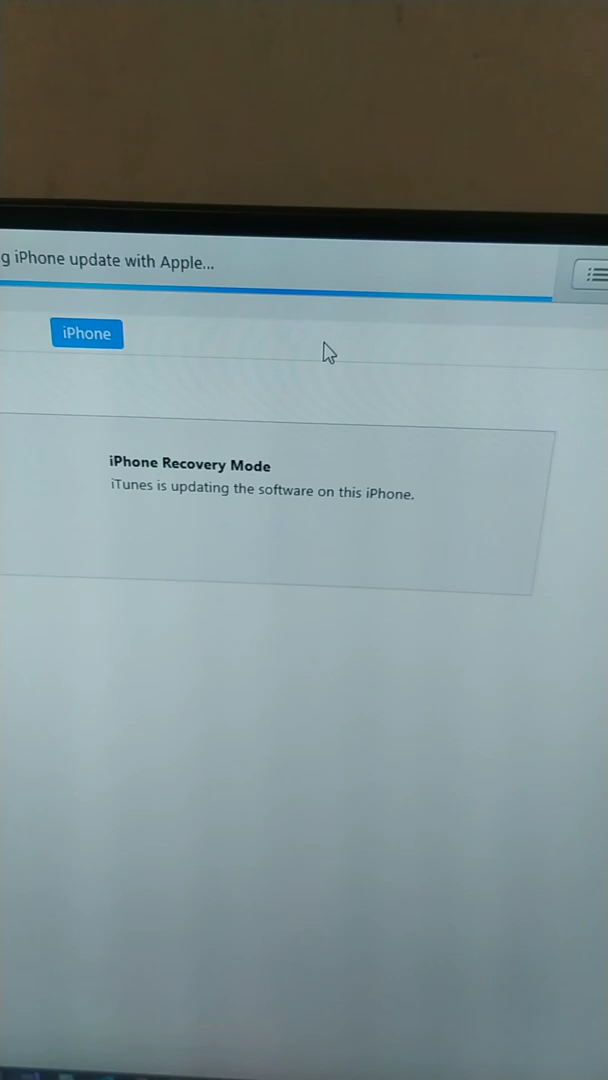 g iPhone update with Apple...
iPhone
iPhone Recovery Mode
iTunes is updating the software on this iPhone.